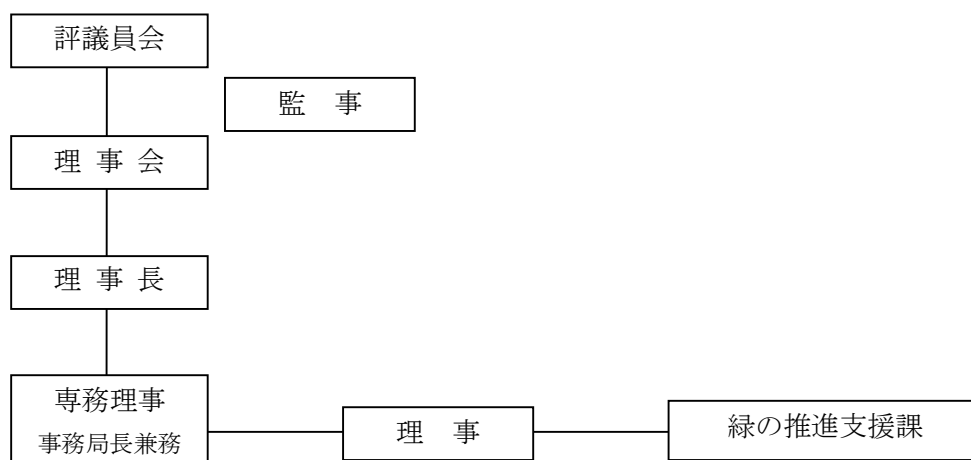 評議員会
監　事
理 事 会
理 事 長
専務理事
事務局長兼務
理　事
緑の推進支援課